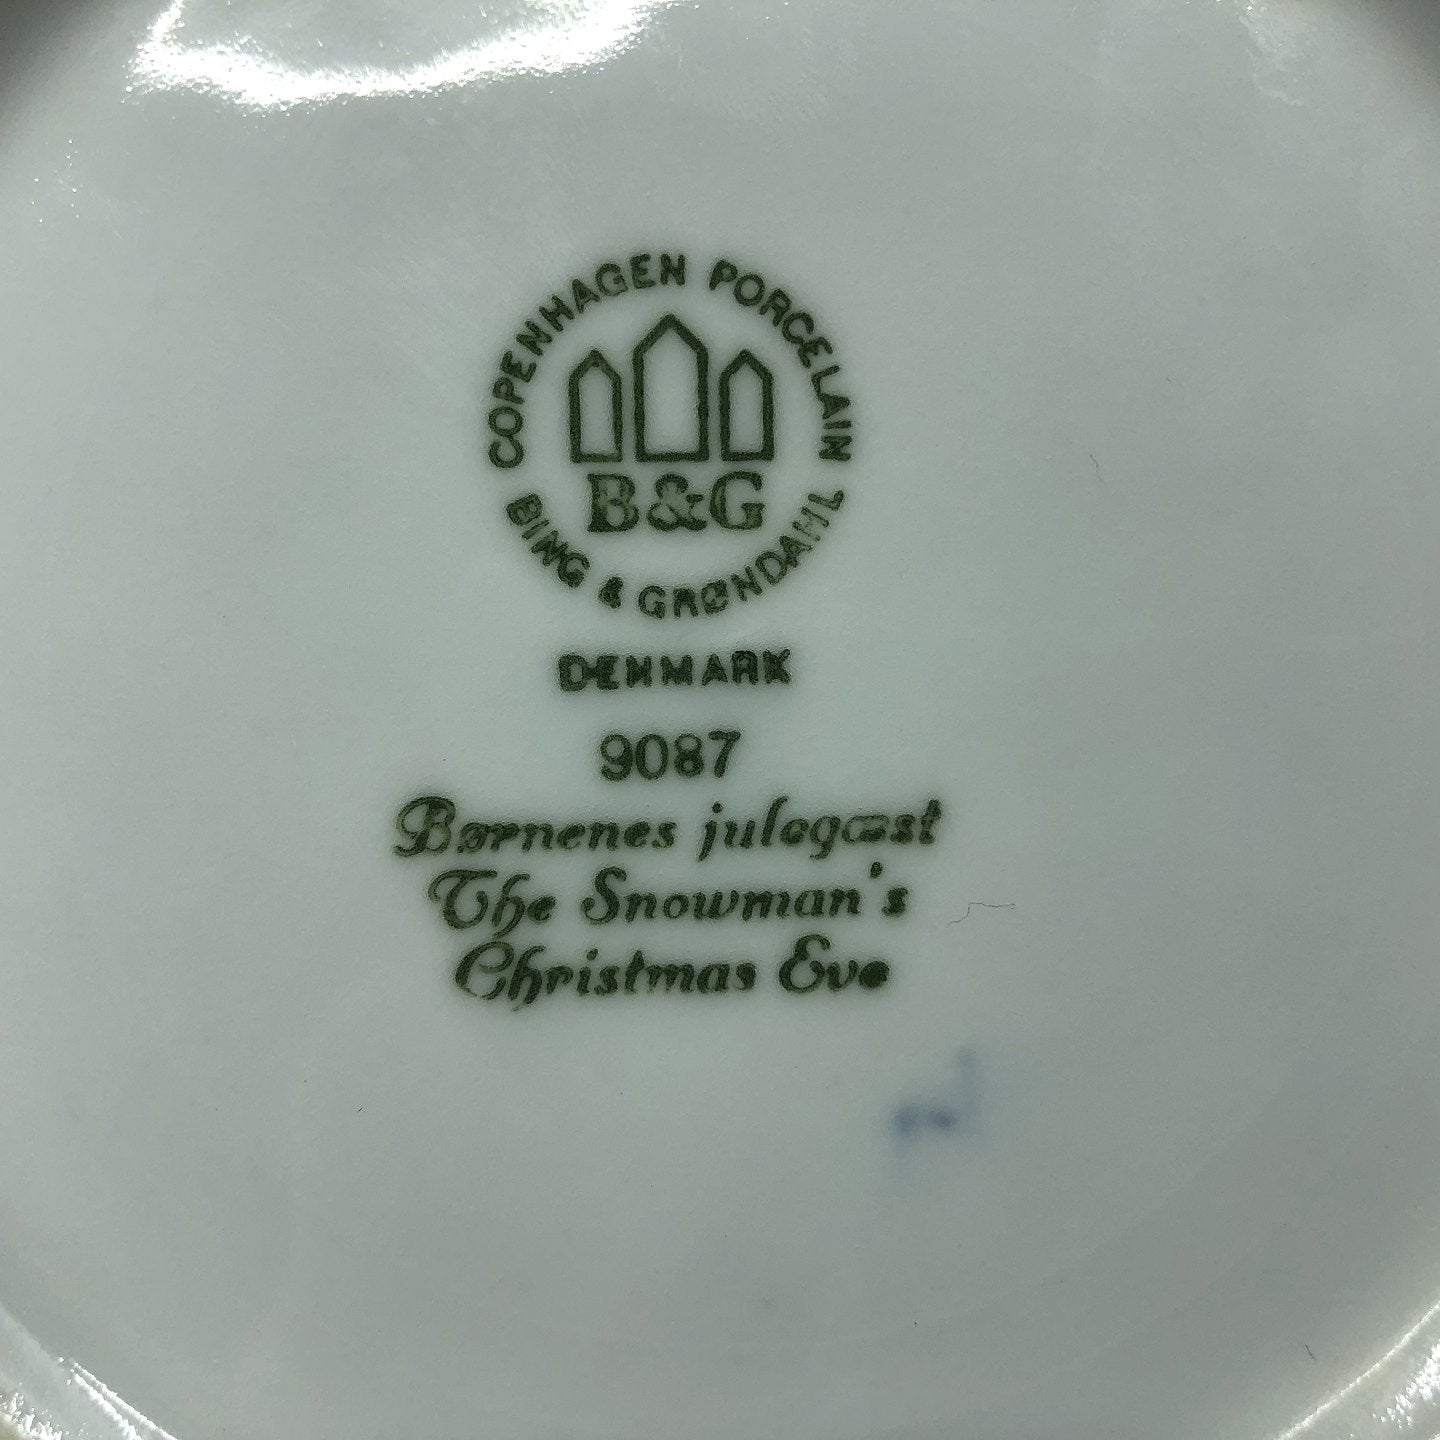 COPENHAGEN PORCELAIN
B&G
BING & GRØNDAHL
DENMARK
9087
Børnenes julegæst
The Snowman's
Christmas Eve